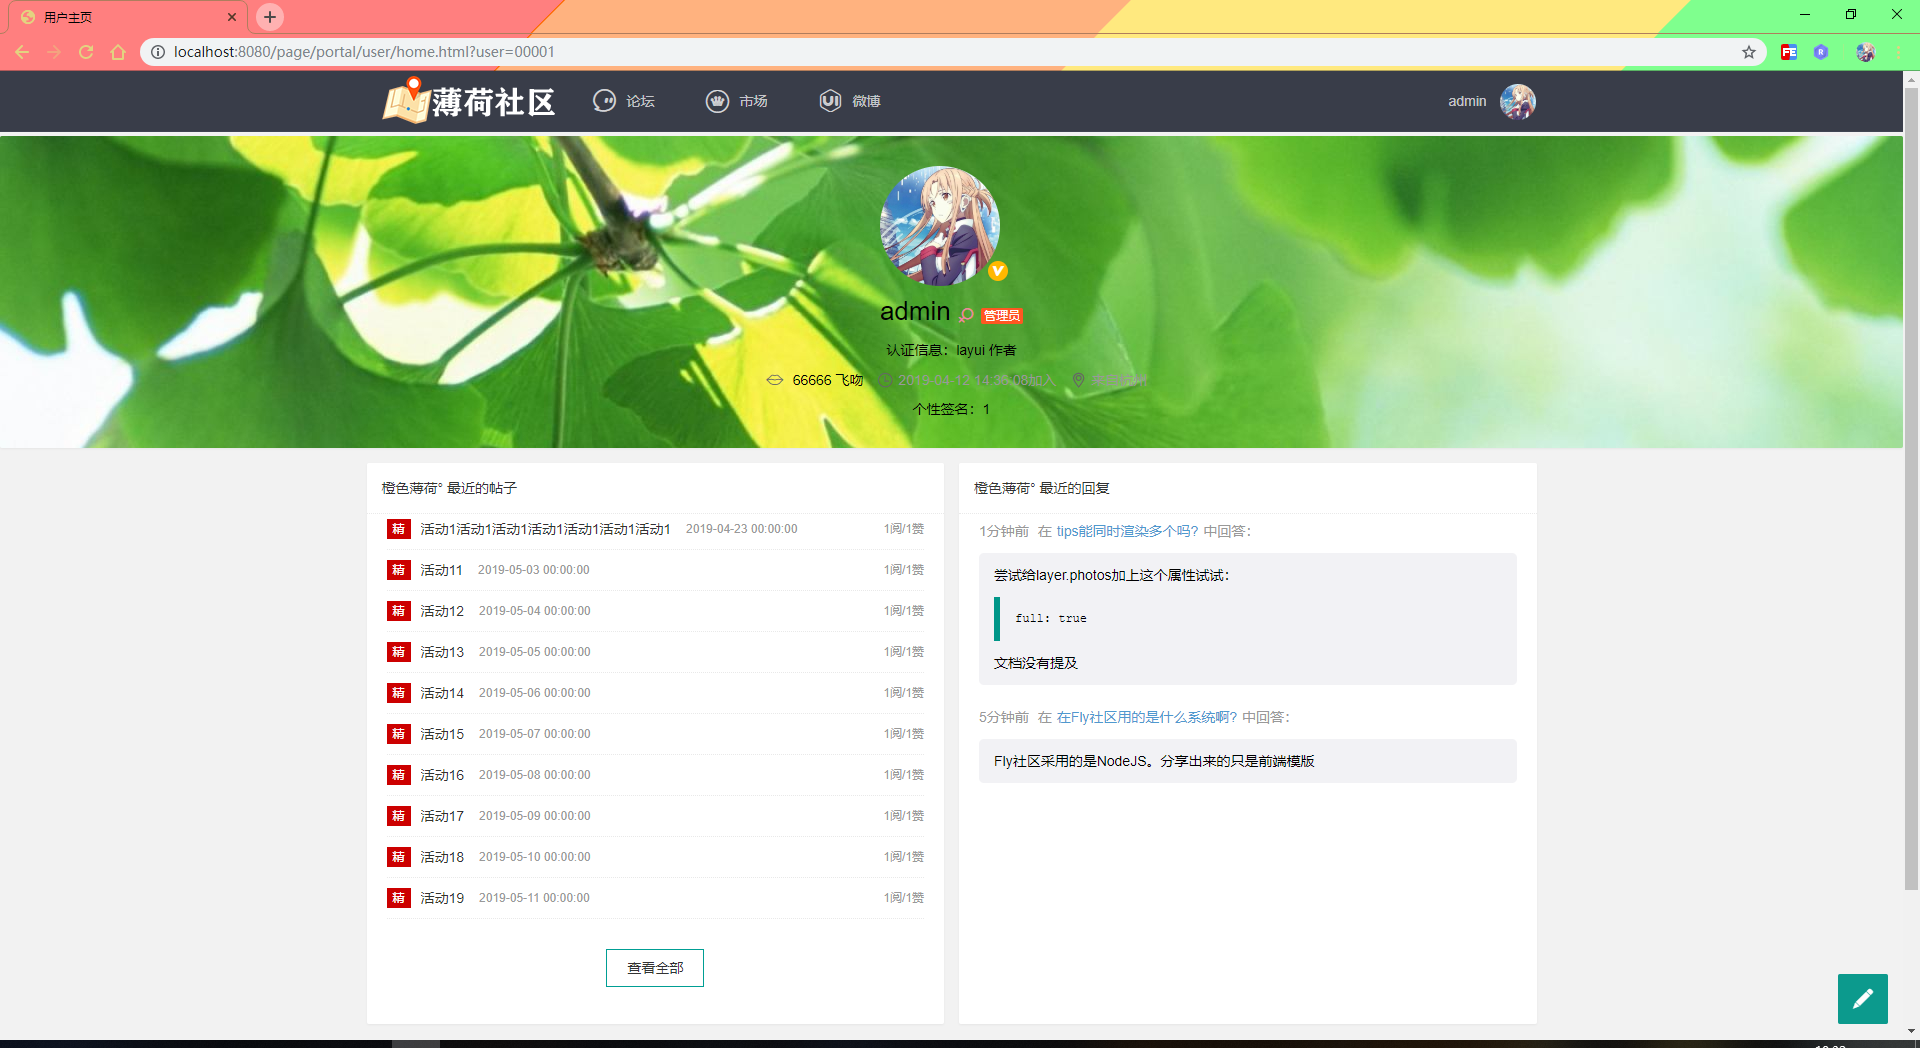 用户主页
localhost:8080/page/portal/user/home.html?user=00001
FE
R
薄荷社区
论坛
市场
UI
微博
admin
V
admin 管理员
认证信息：layui 作者
66666 飞吻 2019-04-12 14:36:08加入
个性签名：1
橙色薄荷° 最近的帖子
精 活动1活动1活动1活动1活动1活动1活动1 2019-04-23 00:00:00 1阅/1赞
精 活动11 2019-05-03 00:00:00 1阅/1赞
精 活动12 2019-05-04 00:00:00 1阅/1赞
精 活动13 2019-05-05 00:00:00 1阅/1赞
精 活动14 2019-05-06 00:00:00 1阅/1赞
精 活动15 2019-05-07 00:00:00 1阅/1赞
精 活动16 2019-05-08 00:00:00 1阅/1赞
精 活动17 2019-05-09 00:00:00 1阅/1赞
精 活动18 2019-05-10 00:00:00 1阅/1赞
精 活动19 2019-05-11 00:00:00 1阅/1赞
查看全部
橙色薄荷° 最近的回复
1分钟前 在 tips能同时渲染多个吗? 中回答：
尝试给layer.photos加上这个属性试试：
full: true
文档没有提及
5分钟前 在 在Fly社区用的是什么系统啊? 中回答：
Fly社区采用的是NodeJS。分享出来的只是前端模版